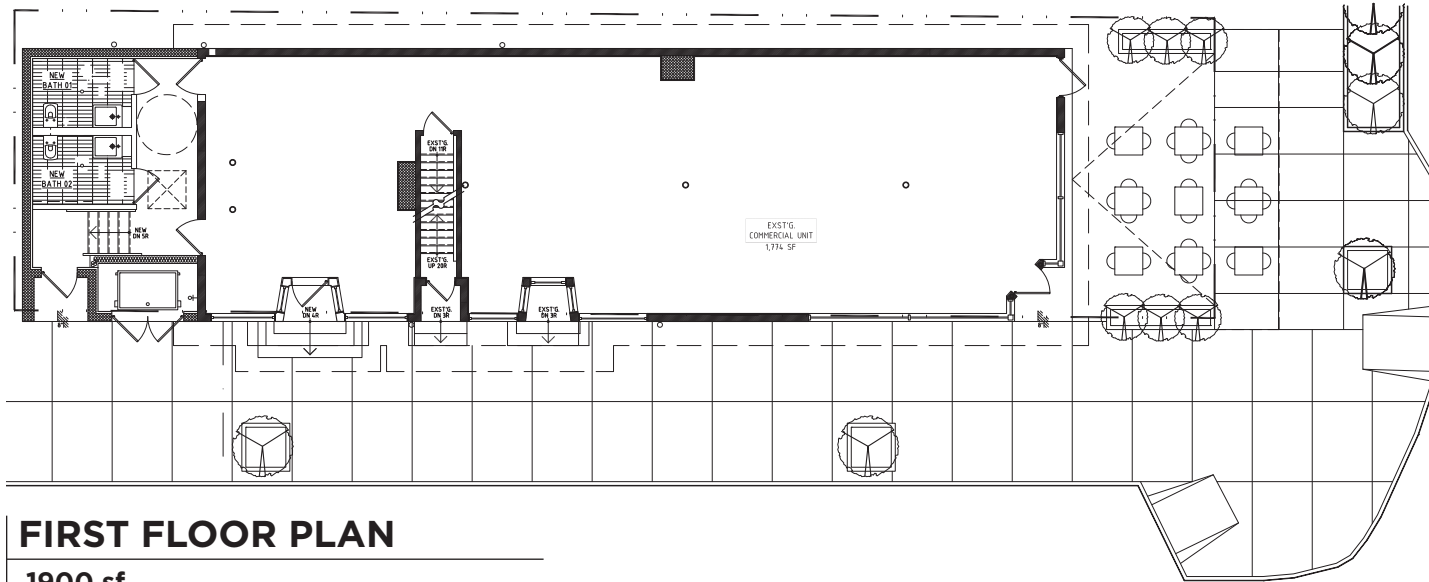 NEW
BATH 01
NEW
BATH 02
NEW
DN 5R
EXST'G.
DN 11R
EXST'G.
UP 20R
NEW
DN 4R
EXST'G.
DN 3R
EXST'G.
DN 3R
EXST'G.
COMMERCIAL UNIT
1,774 SF
FIRST FLOOR PLAN
1900 sf